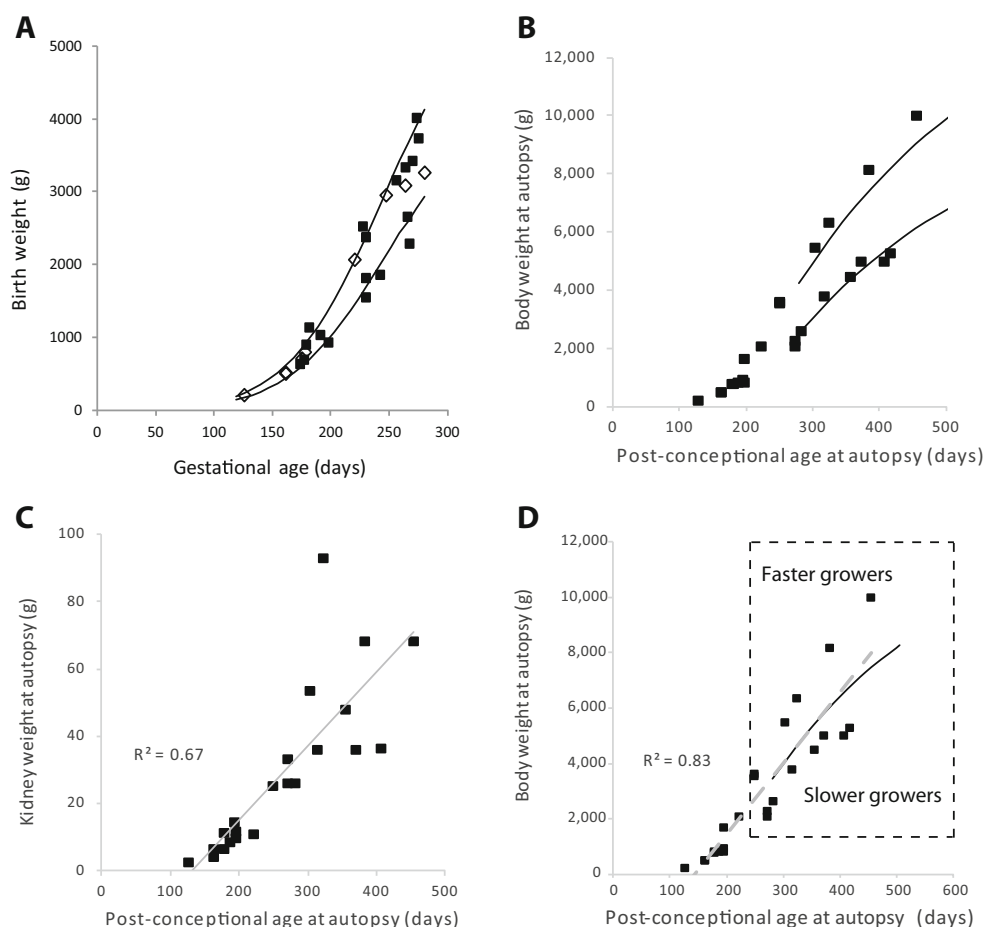 A
5000
4000
3000
2000
1000
0
Birth weight (g)
0 50 100 150 200 250 300
Gestational age (days)
B
12,000
10,000
8,000
6,000
4,000
2,000
0
Body weight at autopsy (g)
0 100 200 300 400 500
Post-conceptional age at autopsy (days)
C
100
80
60
40
20
0
Kidney weight at autopsy (g)
R² = 0.67
0 100 200 300 400 500
Post-conceptional age at autopsy (days)
D
12,000
10,000
8,000
6,000
4,000
2,000
0
Body weight at autopsy (g)
Faster growers
R² = 0.83
Slower growers
0 100 200 300 400 500 600
Post-conceptional age at autopsy (days)